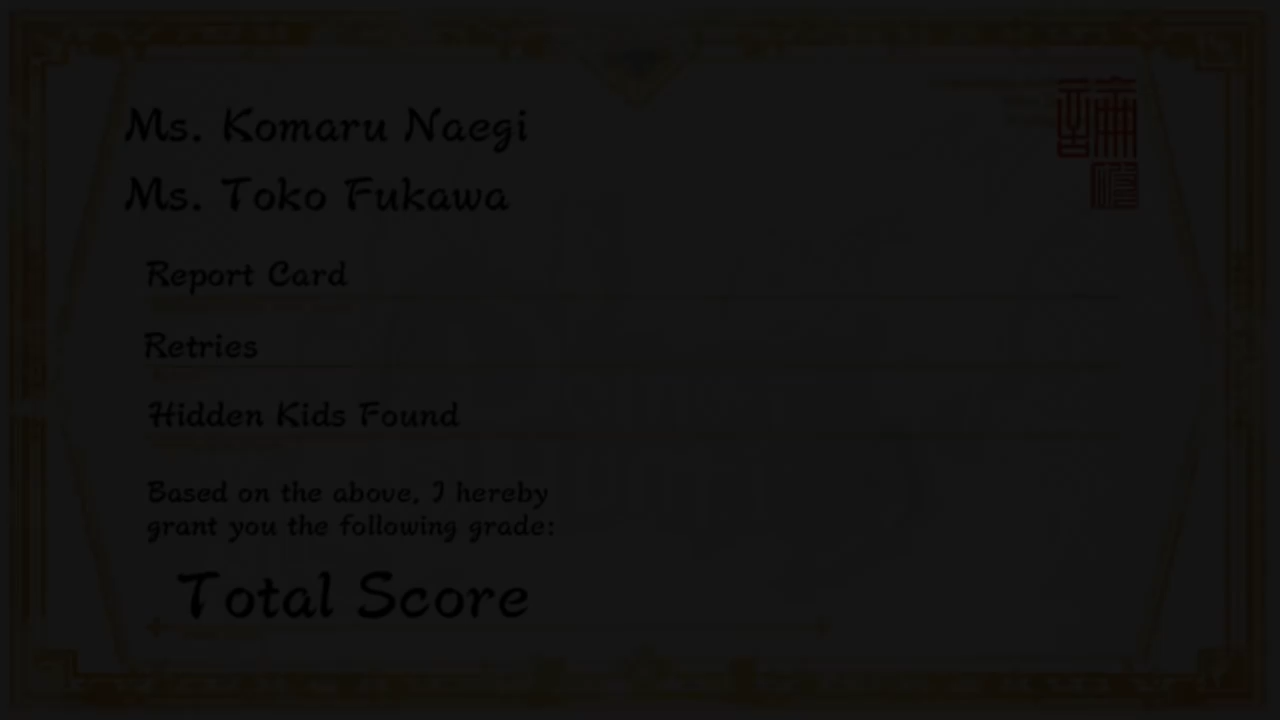 Ms. Komaru Naegi
Ms. Toko Fukawa
Report Card
Retries
Hidden Kids Found
Based on the above, I hereby
grant you the following grade:
Total Score